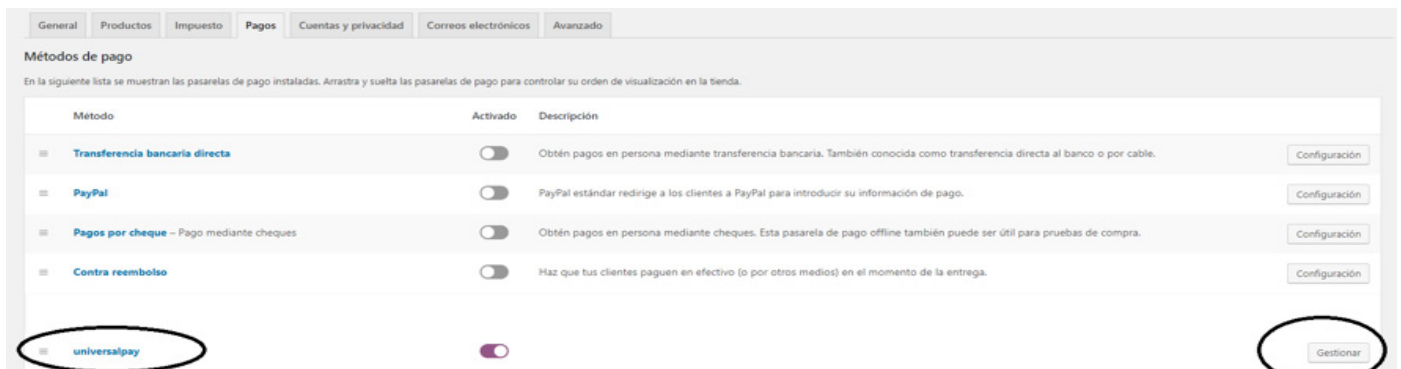 General Productos Impuesto Pagos Cuentas y privacidad Correos electrónicos Avanzado
Métodos de pago
En la siguiente lista se muestran las pasarelas de pago instaladas. Arrastra y suelta las pasarelas de pago para controlar su orden de visualización en la tienda.
Método Activado Descripción
Transferencia bancaria directa Obtén pagos en persona mediante transferencia bancaria. También conocida como transferencia directa al banco o por cable. Configuración
PayPal PayPal estándar redirige a los clientes a PayPal para introducir su información de pago. Configuración
Pagos por cheque – Pago mediante cheques Obtén pagos en persona mediante cheques. Esta pasarela de pago offline también puede ser útil para pruebas de compra. Configuración
Contra reembolso Haz que tus clientes paguen en efectivo (o por otros medios) en el momento de la entrega. Configuración
universalpay Gestionar